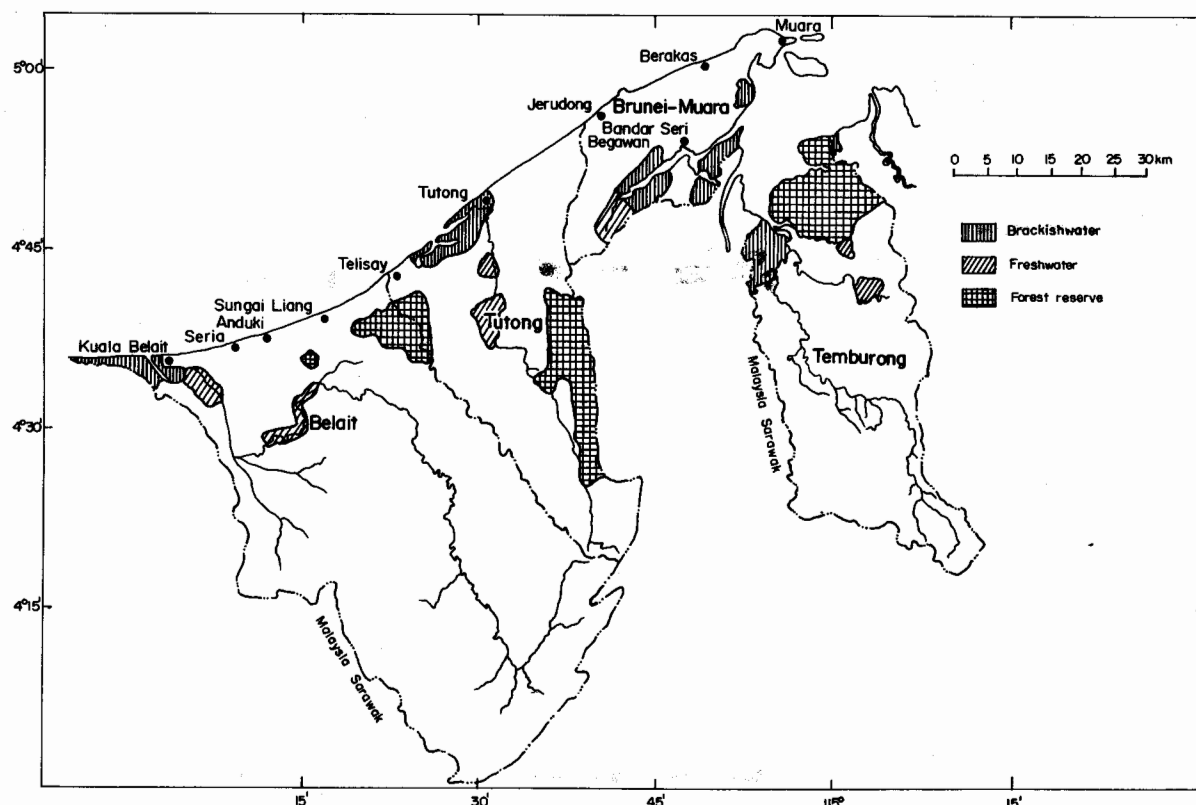 Muara
5°00'
Berakas
Jerudong
Brunei-Muara
Bandar Seri
Begawan
0 5 10 15 20 25 30 km
Tutong
Brackishwater
4°45'
Freshwater
Telisay
Forest reserve
Sungai Liang
Anduki
Tutong
Seria
Kuala Belait
Temburong
Malaysia Sarawak
4°30'
Belait
4°15'
Malaysia Sarawak
15' 30' 45' 115° 15'